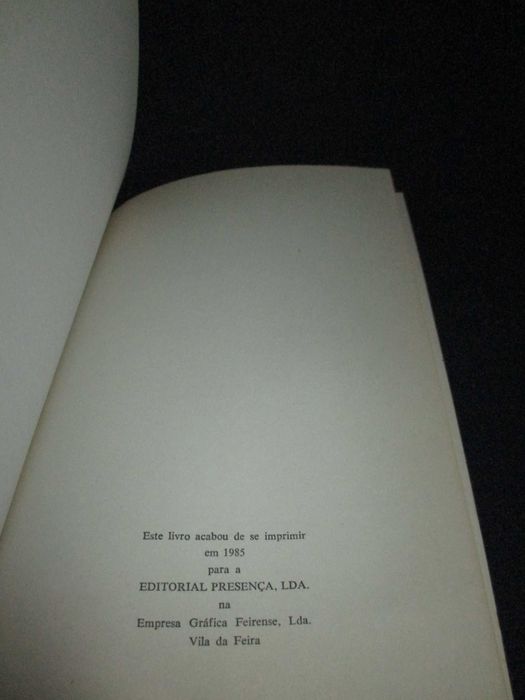 Este livro acabou de se imprimir
em 1985
para a
EDITORIAL PRESENÇA, LDA.
na
Empresa Gráfica Feirense, Lda.
Vila da Feira